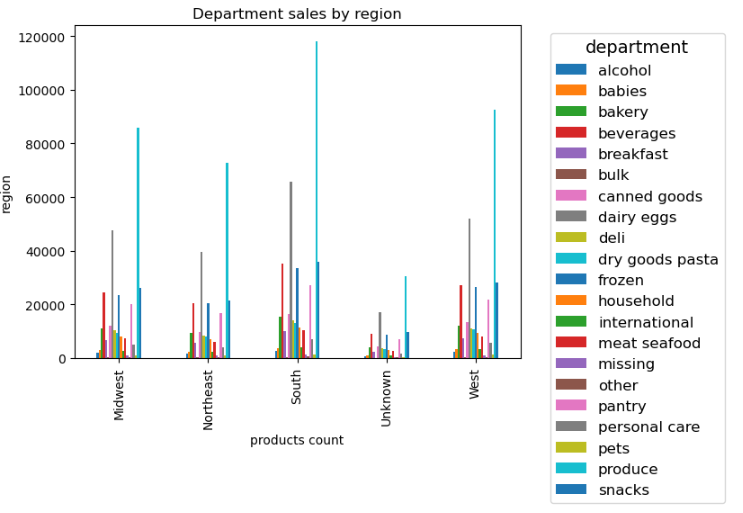 Department sales by region
120000
100000
80000
60000
40000
20000
0
region
Midwest
Northeast
South
Unknown
West
products count
department
alcohol
babies
bakery
beverages
breakfast
bulk
canned goods
dairy eggs
deli
dry goods pasta
frozen
household
international
meat seafood
missing
other
pantry
personal care
pets
produce
snacks